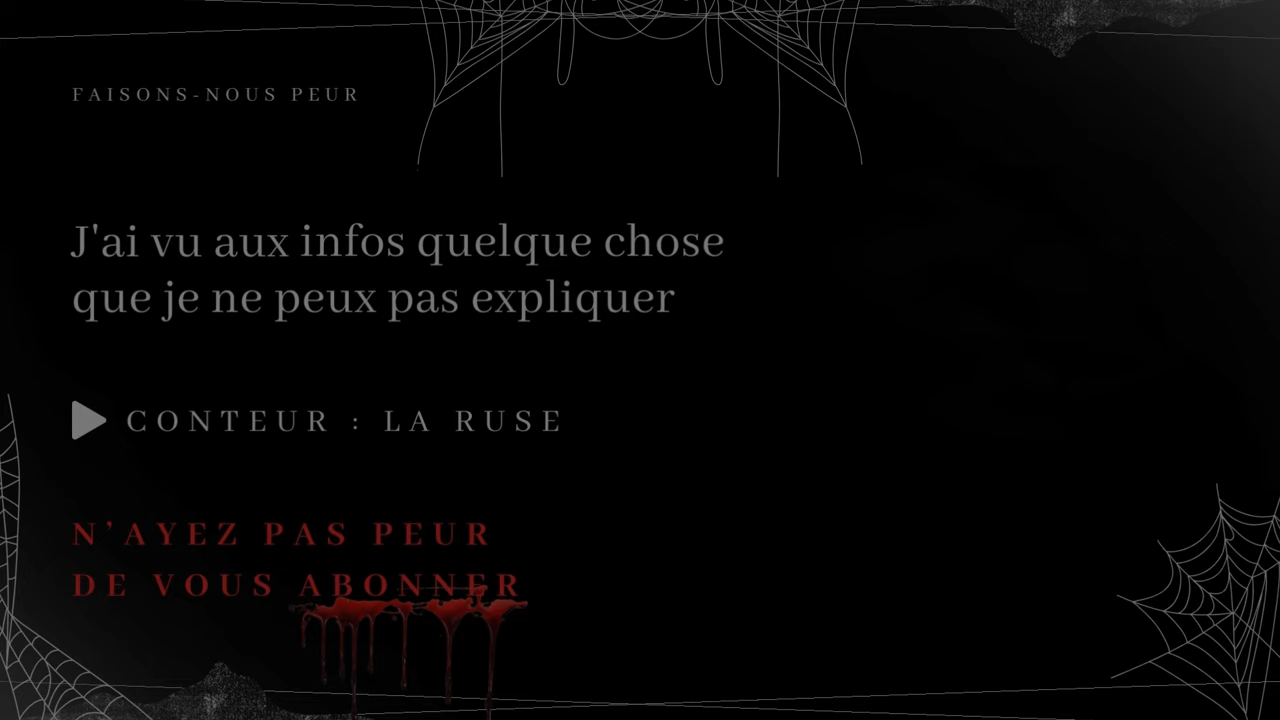 FAISONS-NOUS PEUR
J'ai vu aux infos quelque chose
que je ne peux pas expliquer
CONTEUR : LA RUSE
N'AYEZ PAS PEUR
DE VOUS ABONNER